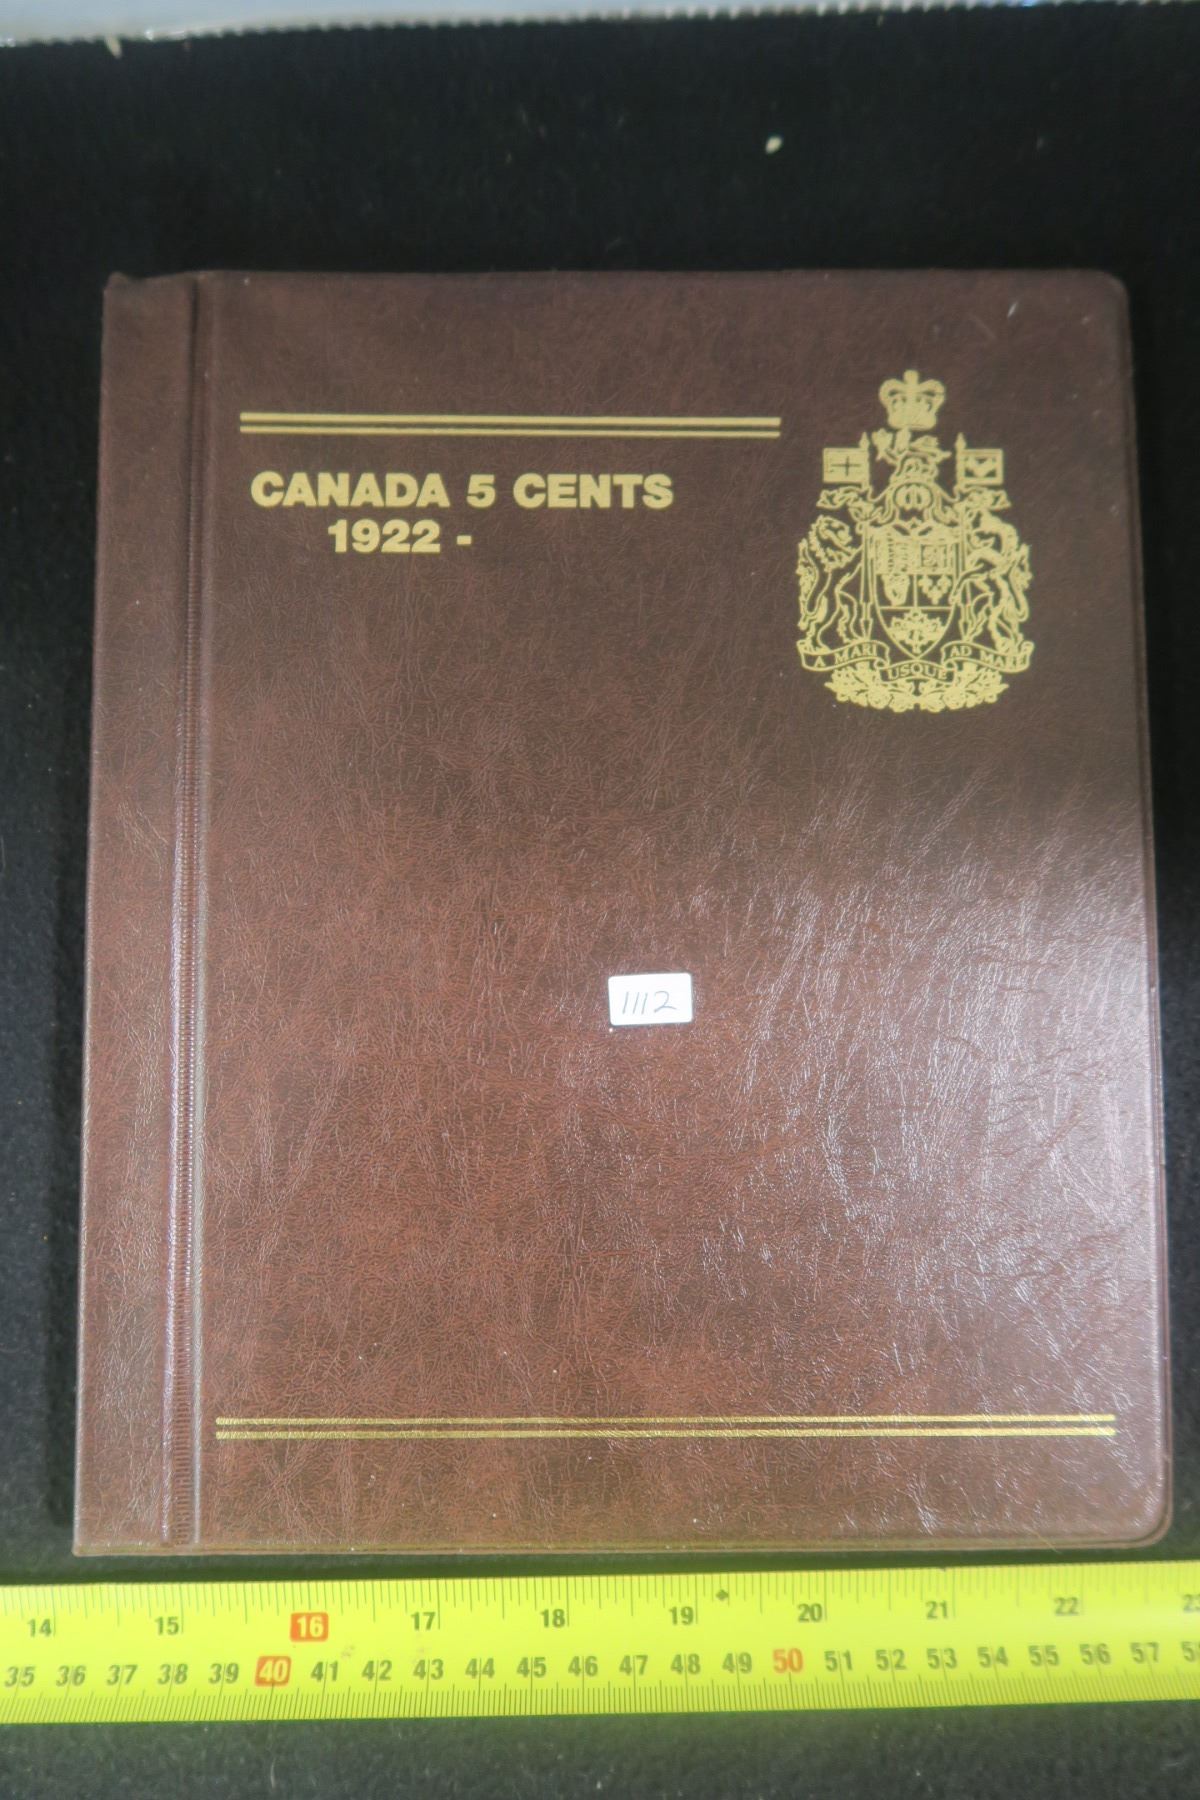 CANADA 5 CENTS
1922 -
A MARI USQUE AD MARE
1112
14 15 16 17 18 19 20 21 22 23
35 36 37 38 39 40 41 42 43 44 45 46 47 48 49 50 51 52 53 54 55 56 57